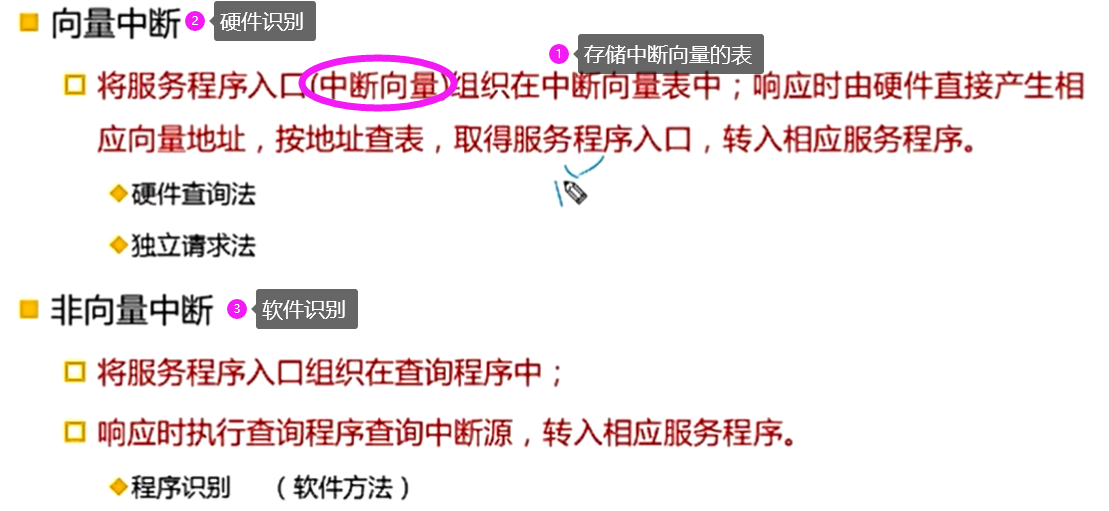 向量中断 2 硬件识别
1 存储中断向量的表
将服务程序入口(中断向量)组织在中断向量表中；响应时由硬件直接产生相
应向量地址，按地址查表，取得服务程序入口，转入相应服务程序。
硬件查询法
独立请求法
非向量中断 3 软件识别
将服务程序入口组织在查询程序中；
响应时执行查询程序查询中断源，转入相应服务程序。
程序识别 （软件方法）